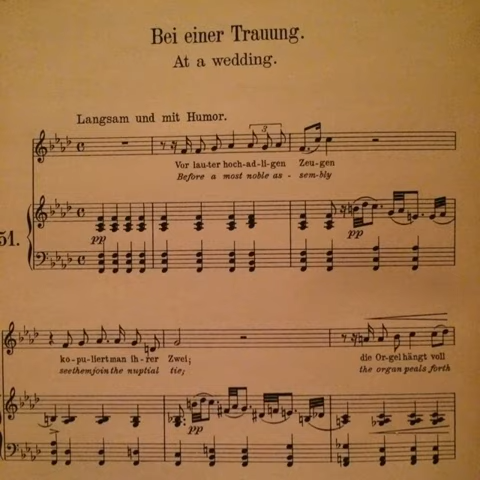 Bei einer Trauung.
At a wedding.
Langsam und mit Humor.
3
Vor lau-ter hoch-ad-li-gen Zeu-gen
Before a most noble as- sem-bly
51.
pp
pp
ko-pu-liert man ih-rer Zwei;
see them join the nuptial tie;
die Or-gel hängt voll
the organ peals forth
pp